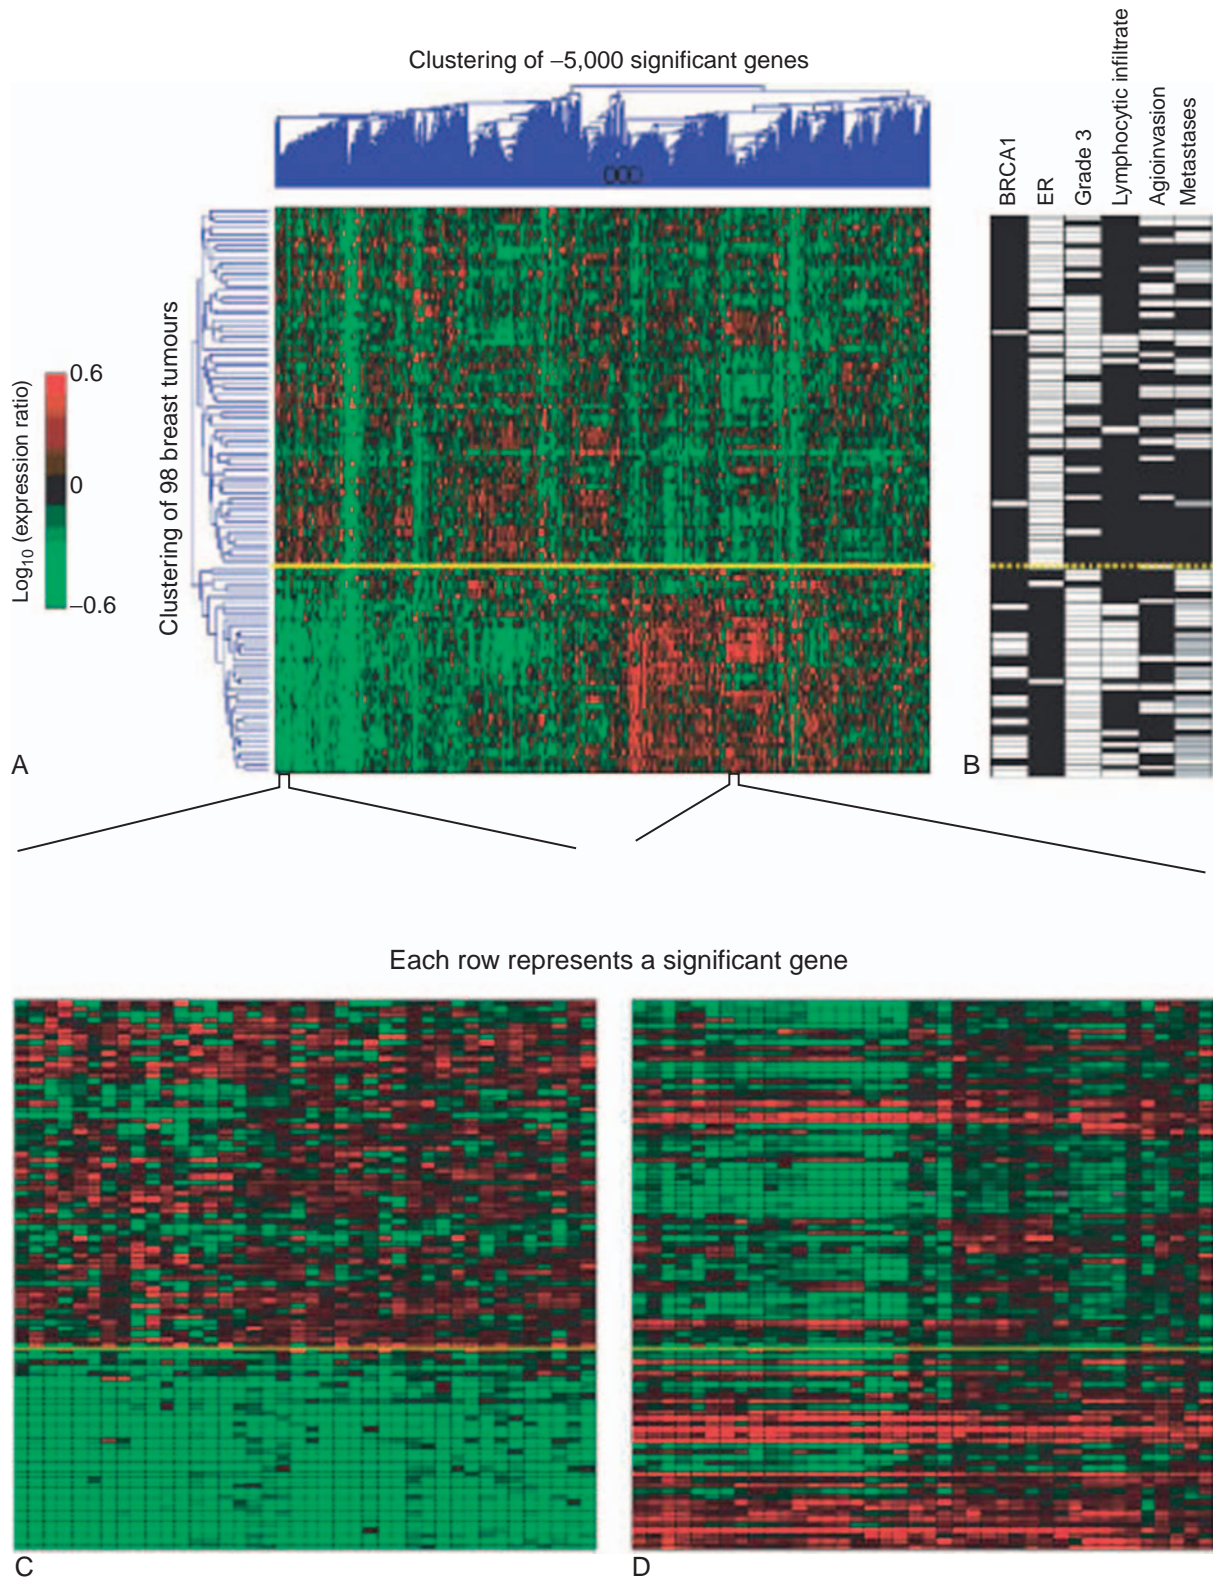 Clustering of –5,000 significant genes
BRCA1
ER
Grade 3
Lymphocytic infiltrate
Agioinvasion
Metastases
Clustering of 98 breast tumours
Log10 (expression ratio)
0.6
0
–0.6
A
B
Each row represents a significant gene
C
D